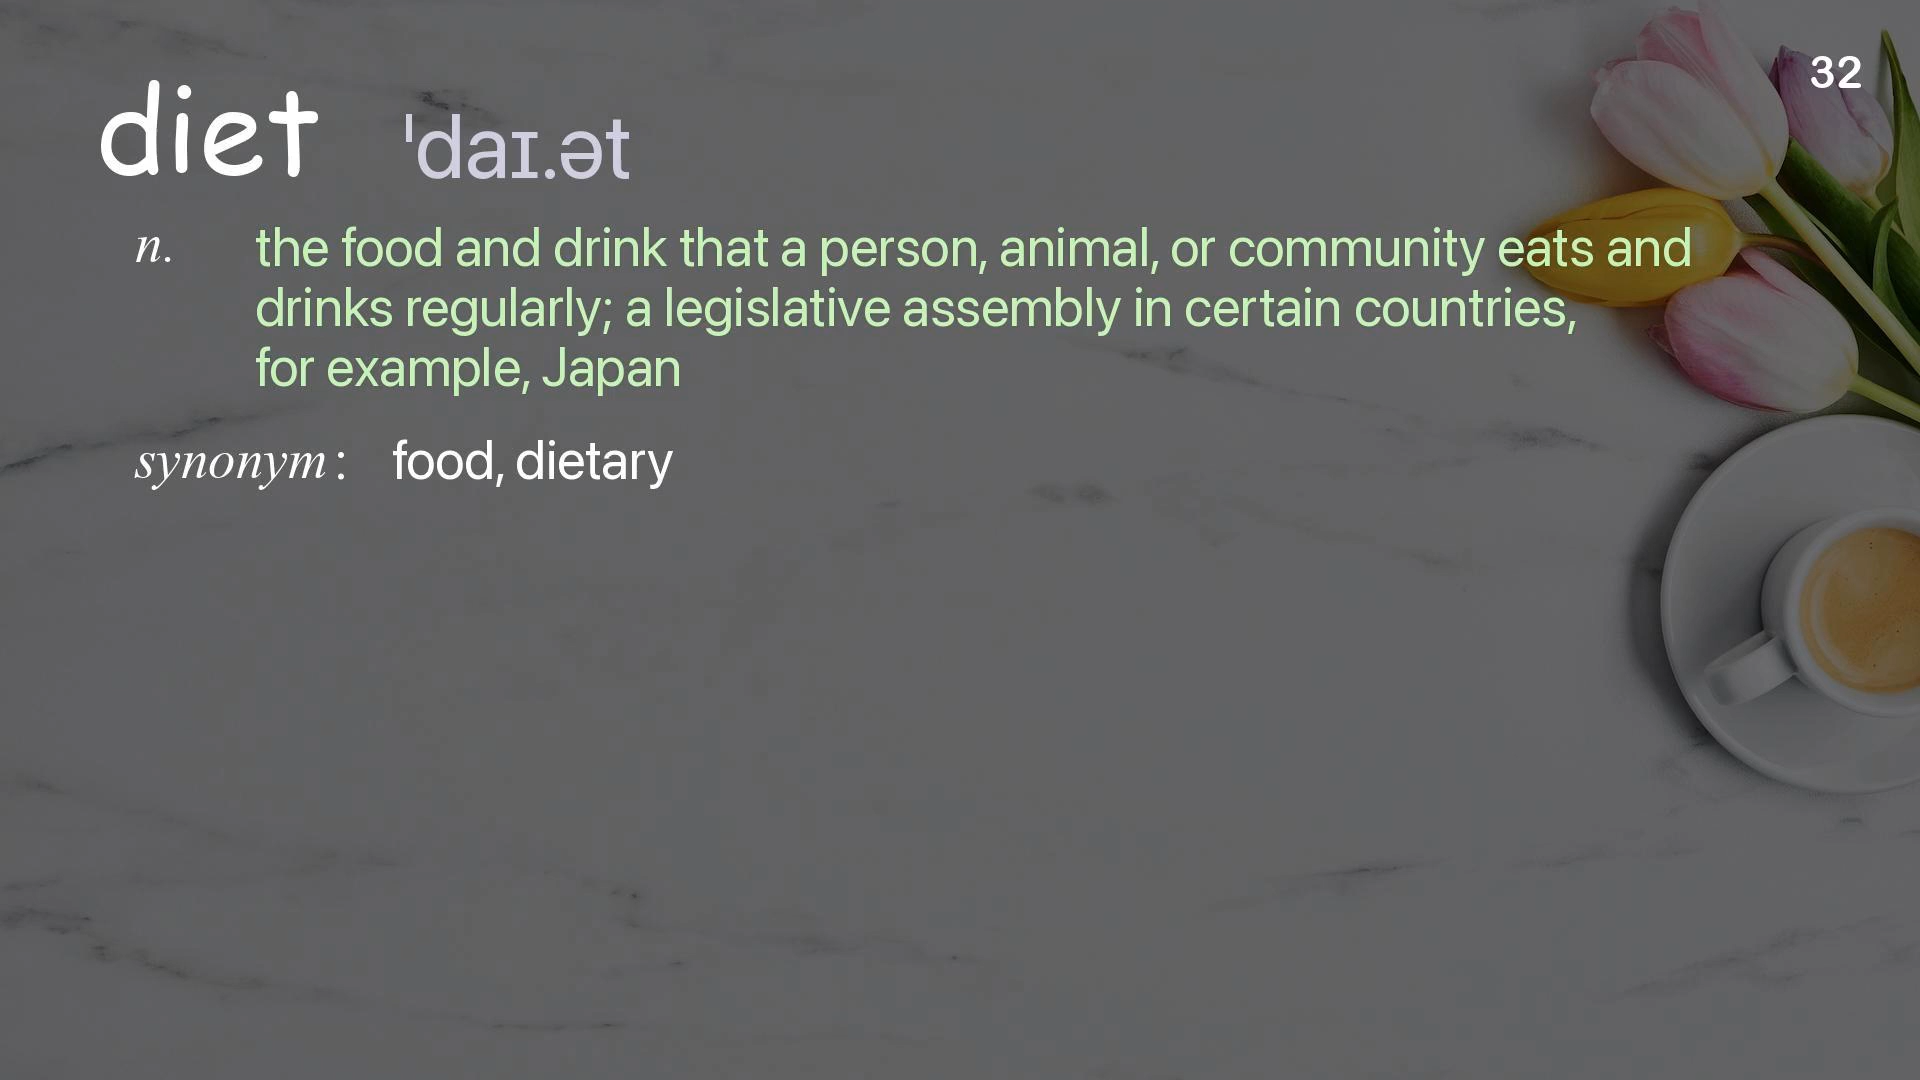 32
diet ˈdaɪ.ət
n. the food and drink that a person, animal, or community eats and
drinks regularly; a legislative assembly in certain countries,
for example, Japan
synonym: food, dietary